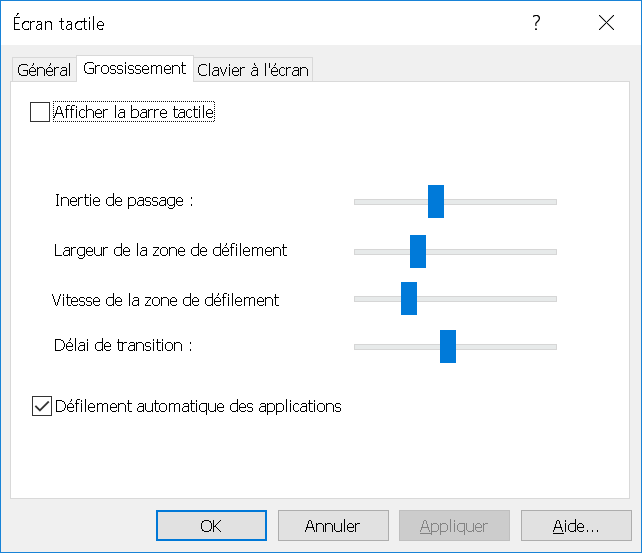 Écran tactile ?
Général Grossissement Clavier à l'écran
Afficher la barre tactile
Inertie de passage :
Largeur de la zone de défilement
Vitesse de la zone de défilement
Délai de transition :
Défilement automatique des applications
OK Annuler Appliquer Aide...